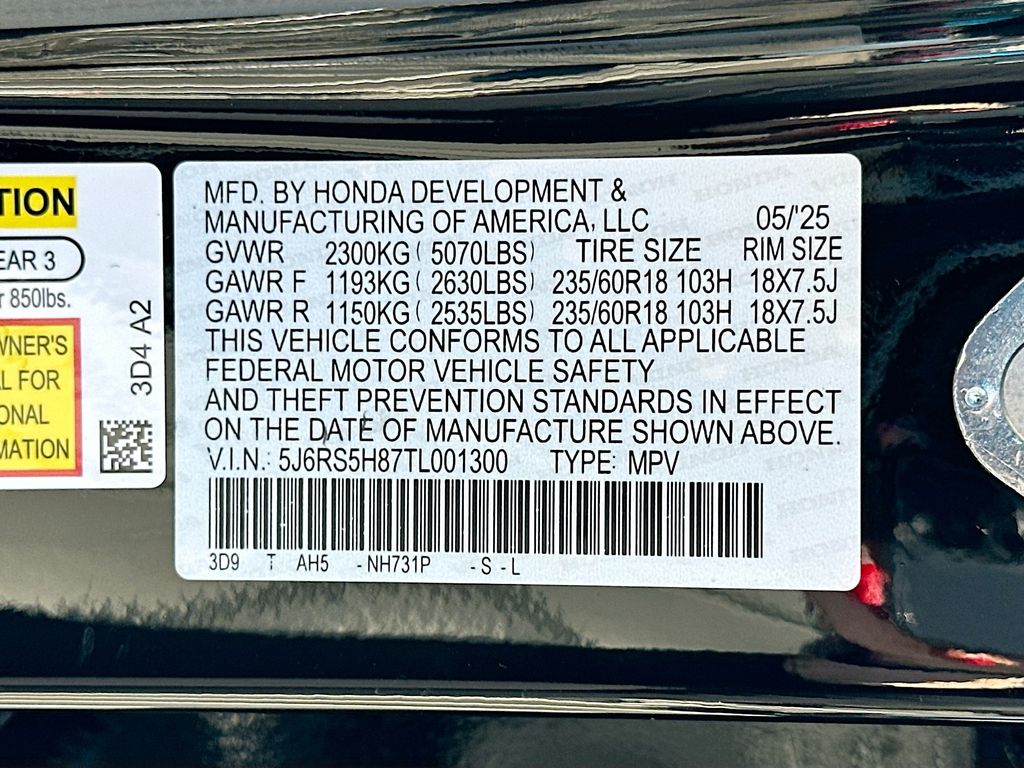 TION
EAR 3
r 850lbs.
WNER'S
L FOR
ONAL
MATION
3D4 A2
MFD. BY HONDA DEVELOPMENT &
MANUFACTURING OF AMERICA, LLC 05/'25
GVWR 2300KG ( 5070LBS) TIRE SIZE RIM SIZE
GAWR F 1193KG ( 2630LBS) 235/60R18 103H 18X7.5J
GAWR R 1150KG ( 2535LBS) 235/60R18 103H 18X7.5J
THIS VEHICLE CONFORMS TO ALL APPLICABLE
FEDERAL MOTOR VEHICLE SAFETY
AND THEFT PREVENTION STANDARDS IN EFFECT
ON THE DATE OF MANUFACTURE SHOWN ABOVE.
V.I.N.: 5J6RS5H87TL001300 TYPE: MPV
3D9 T AH5 -NH731P -S -L